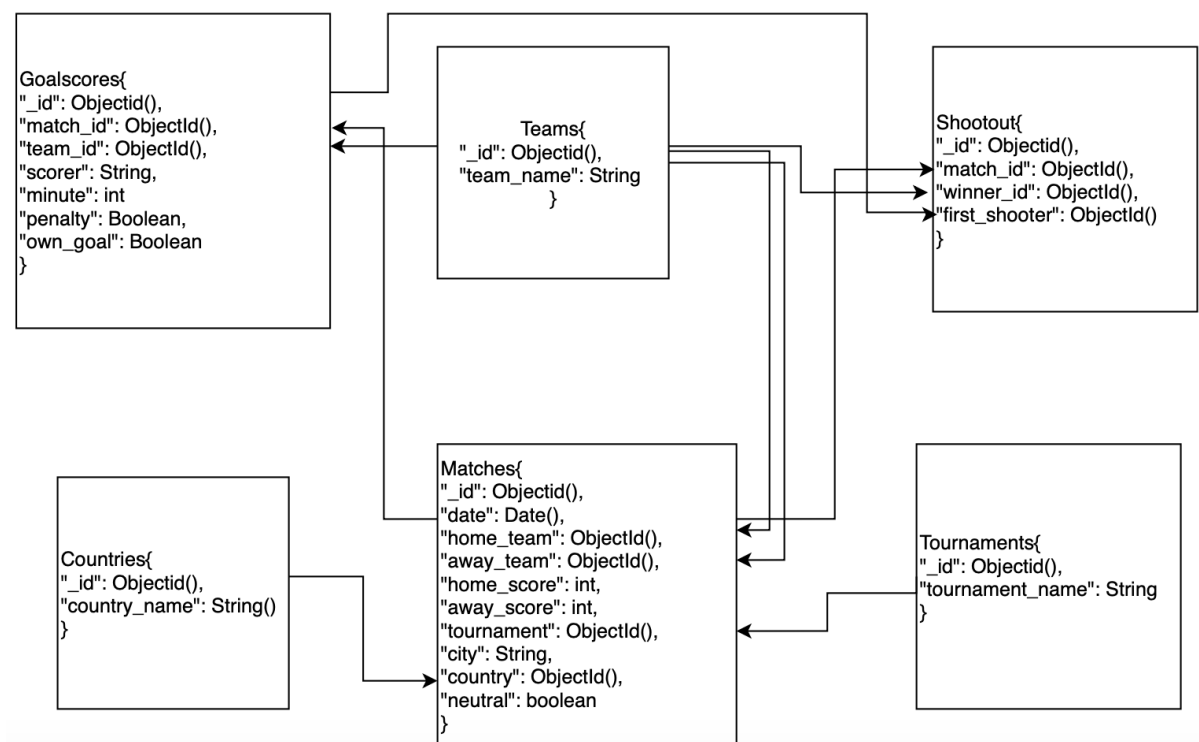 Goalscores{
"_id": Objectid(),
"match_id": ObjectId(),
"team_id": ObjectId(),
"scorer": String,
"minute": int
"penalty": Boolean,
"own_goal": Boolean
}
Teams{
"_id": Objectid(),
"team_name": String
}
Shootout{
"_id": Objectid(),
"match_id": ObjectId(),
"winner_id": ObjectId(),
"first_shooter": ObjectId()
}
Countries{
"_id": Objectid(),
"country_name": String()
}
Matches{
"_id": Objectid(),
"date": Date(),
"home_team": ObjectId(),
"away_team": ObjectId(),
"home_score": int,
"away_score": int,
"tournament": ObjectId(),
"city": String,
"country": ObjectId(),
"neutral": boolean
}
Tournaments{
"_id": Objectid(),
"tournament_name": String
}